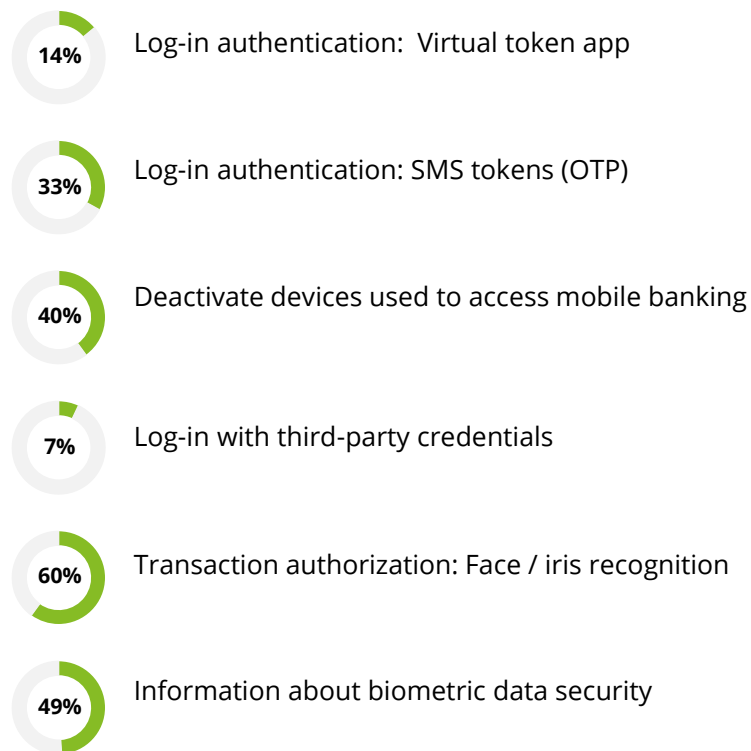 14%
Log-in authentication:  Virtual token app
33%
Log-in authentication: SMS tokens (OTP)
40%
Deactivate devices used to access mobile banking
7%
Log-in with third-party credentials
60%
Transaction authorization: Face / iris recognition
49%
Information about biometric data security